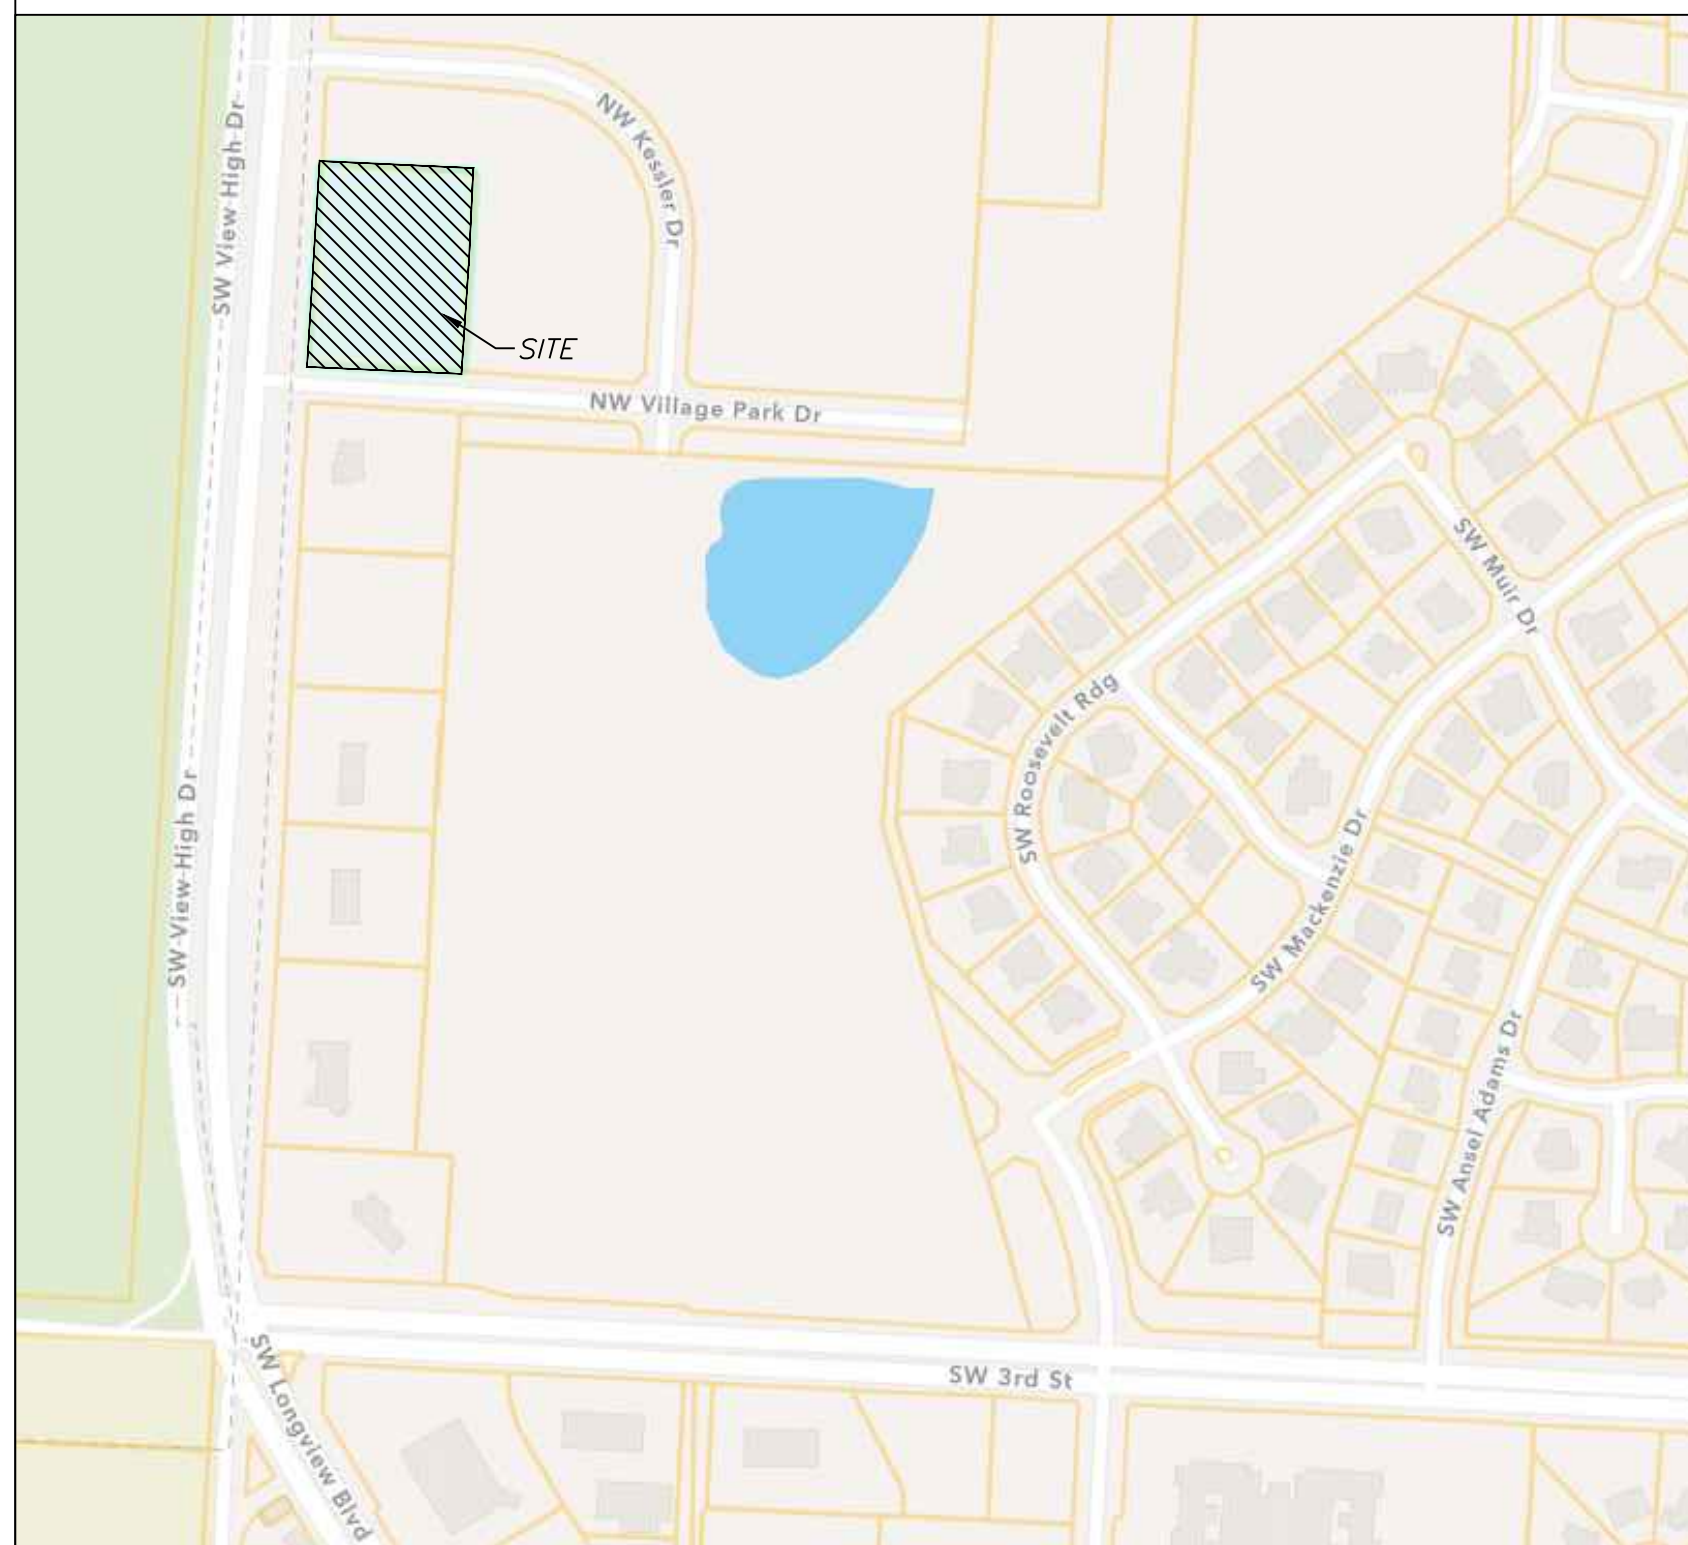 SW View High Dr
NW Kessler Dr
SITE
NW Village Park Dr
SW Muir Dr
SW Roosevelt Rdg
SW View High Dr
SW Mackenzie Dr
SW Ansel Adams Dr
SW Longview Blvd
SW 3rd St